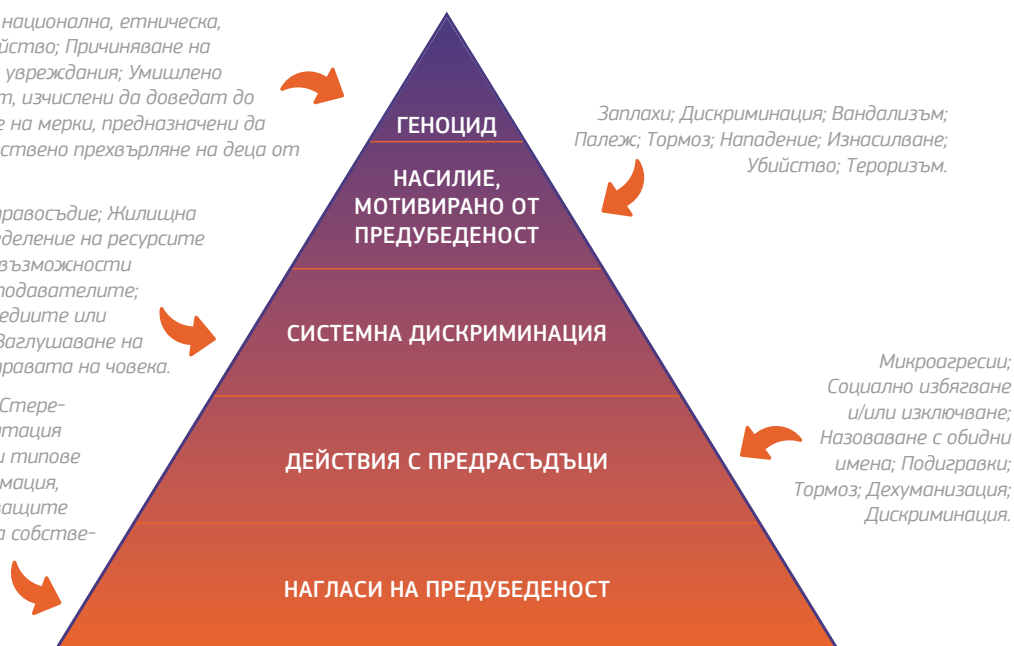 национална, етническа,
йство; Причиняване на
увреждания; Умишлено
т, изчислени да доведат до
е на мерки, предназначени да
ствено прехвърляне на деца от
ГЕНОЦИД
Заплахи; Дискриминация; Вандализъм;
Палеж; Тормоз; Нападение; Изнасилване;
Убийство; Тероризъм.
НАСИЛИЕ,
МОТИВИРАНО ОТ
ПРЕДУБЕДЕНОСТ
равосъдие; Жилищна
еделение на ресурсите
възможности
подавателите;
едиите или
Заглушаване на
правата на човека.
СИСТЕМНА ДИСКРИМИНАЦИЯ
Микроагресии;
Социално избягване
и/или изключване;
Назоваване с обидни
имена; Подигравки;
Тормоз; Дехуманизация;
Дискриминация.
ДЕЙСТВИЯ С ПРЕДРАСЪДЪЦИ
Стере-
тация
и типове
мация,
ващите
а собстве-
НАГЛАСИ НА ПРЕДУБЕДЕНОСТ